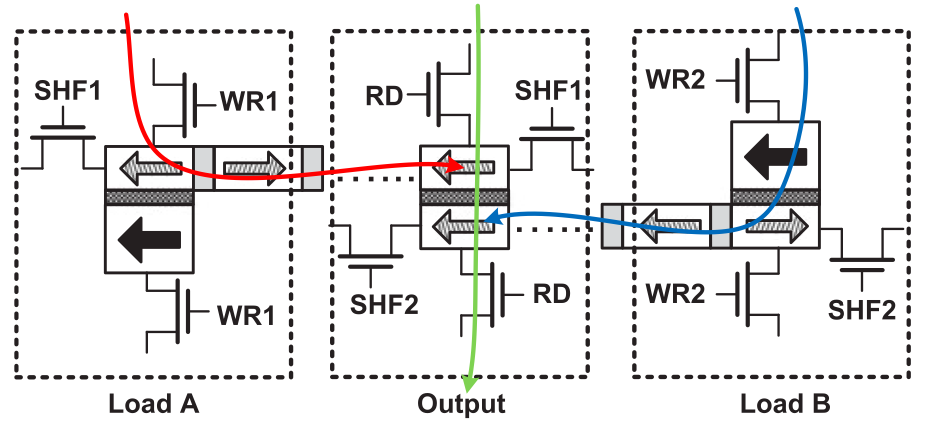 SHF1
WR1
WR1
Load A
RD
SHF1
SHF2
RD
Output
WR2
WR2
SHF2
Load B